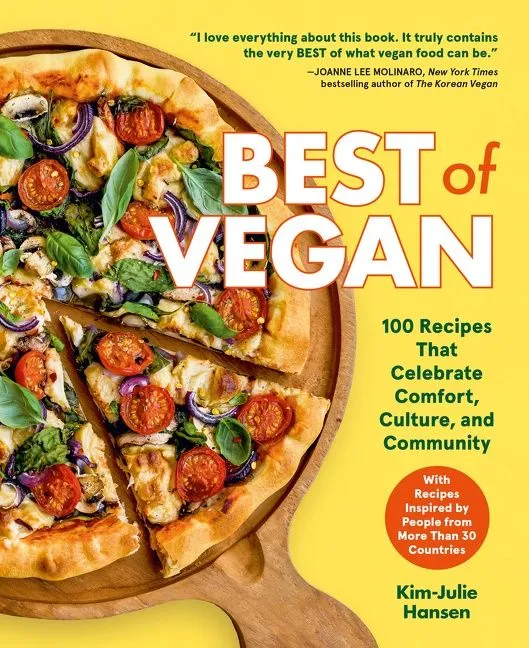 “I love everything about this book. It truly contains
the very BEST of what vegan food can be.”
—JOANNE LEE MOLINARO, New York Times
bestselling author of The Korean Vegan
BEST of
VEGAN
100 Recipes
That
Celebrate
Comfort,
Culture, and
Community
With
Recipes
Inspired by
People from
More Than 30
Countries
Kim-Julie
Hansen